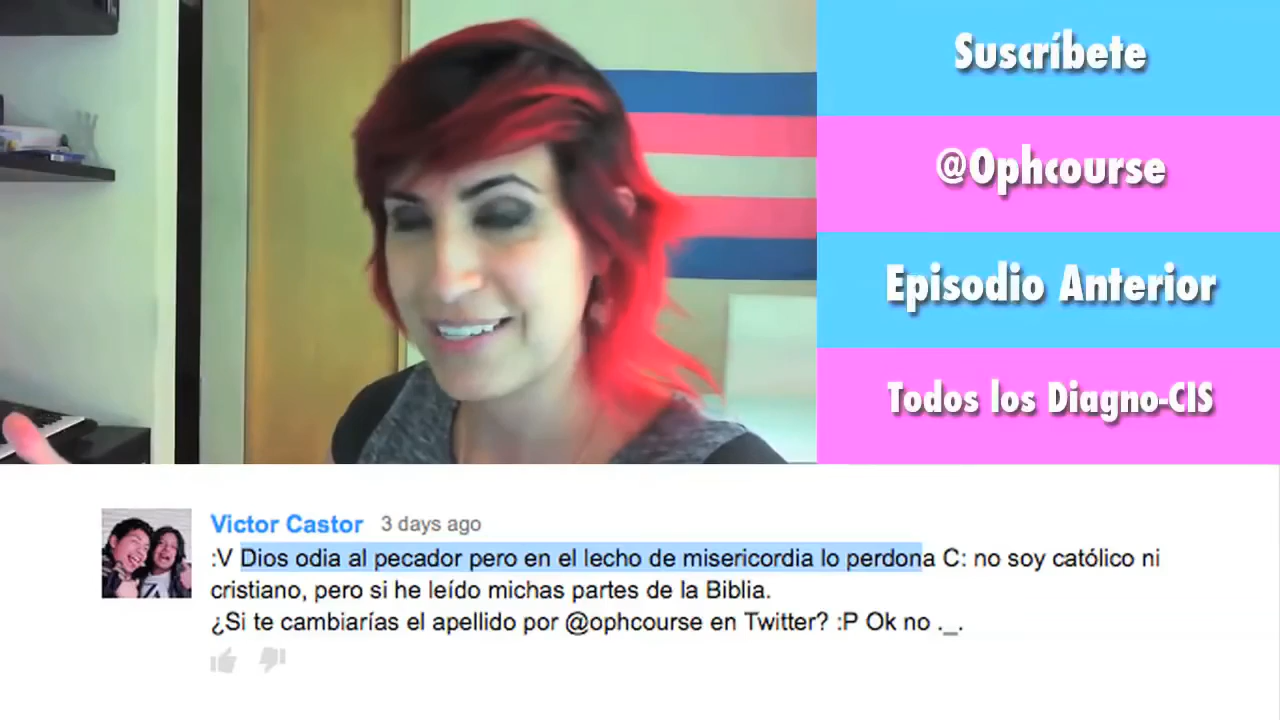 Suscríbete
@Ophcourse
Episodio Anterior
Todos los Diagno-CIS
Victor Castor 3 days ago
:V Dios odia al pecador pero en el lecho de misericordia lo perdona C: no soy católico ni
cristiano, pero si he leído michas partes de la Biblia.
¿Si te cambiarías el apellido por @ophcourse en Twitter? :P Ok no ._.